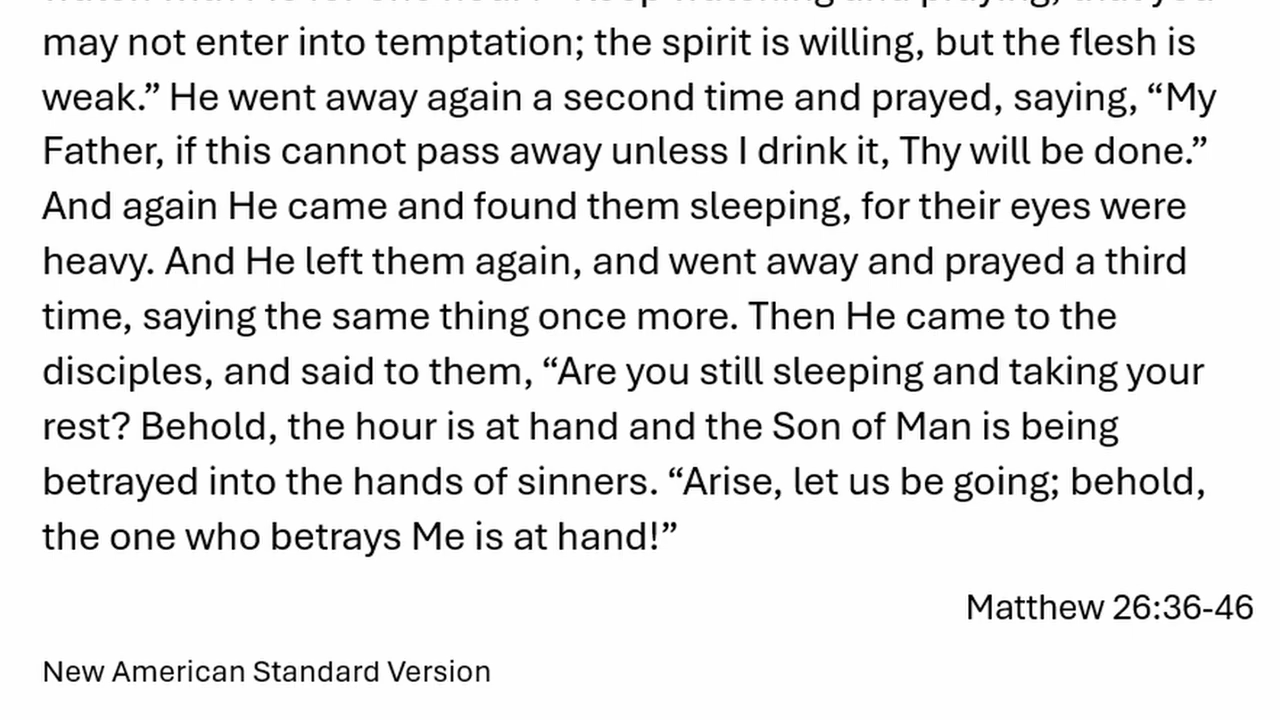 may not enter into temptation; the spirit is willing, but the flesh is
weak.” He went away again a second time and prayed, saying, “My
Father, if this cannot pass away unless I drink it, Thy will be done.”
And again He came and found them sleeping, for their eyes were
heavy. And He left them again, and went away and prayed a third
time, saying the same thing once more. Then He came to the
disciples, and said to them, “Are you still sleeping and taking your
rest? Behold, the hour is at hand and the Son of Man is being
betrayed into the hands of sinners. “Arise, let us be going; behold,
the one who betrays Me is at hand!”
Matthew 26:36-46
New American Standard Version